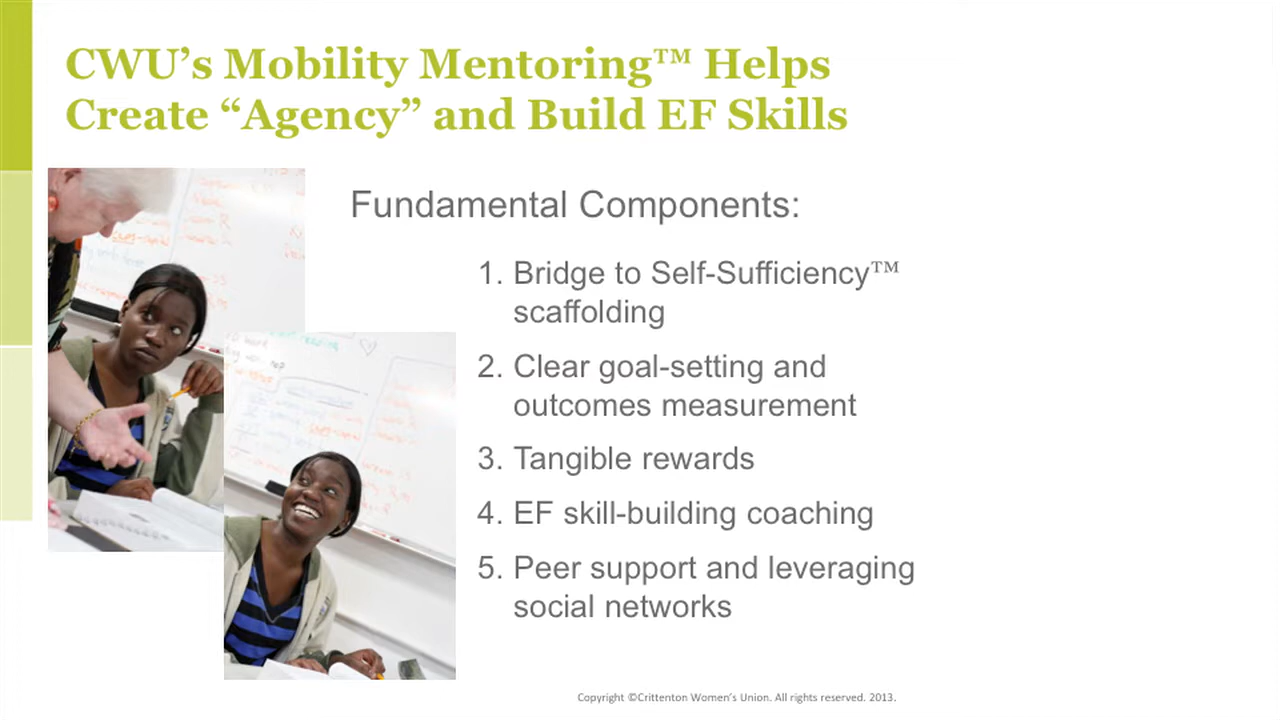 CWU’s Mobility Mentoring™ Helps
Create “Agency” and Build EF Skills
Fundamental Components:
1. Bridge to Self-Sufficiency™
scaffolding
2. Clear goal-setting and
outcomes measurement
3. Tangible rewards
4. EF skill-building coaching
5. Peer support and leveraging
social networks
Copyright ©Crittenton Women’s Union. All rights reserved. 2013.